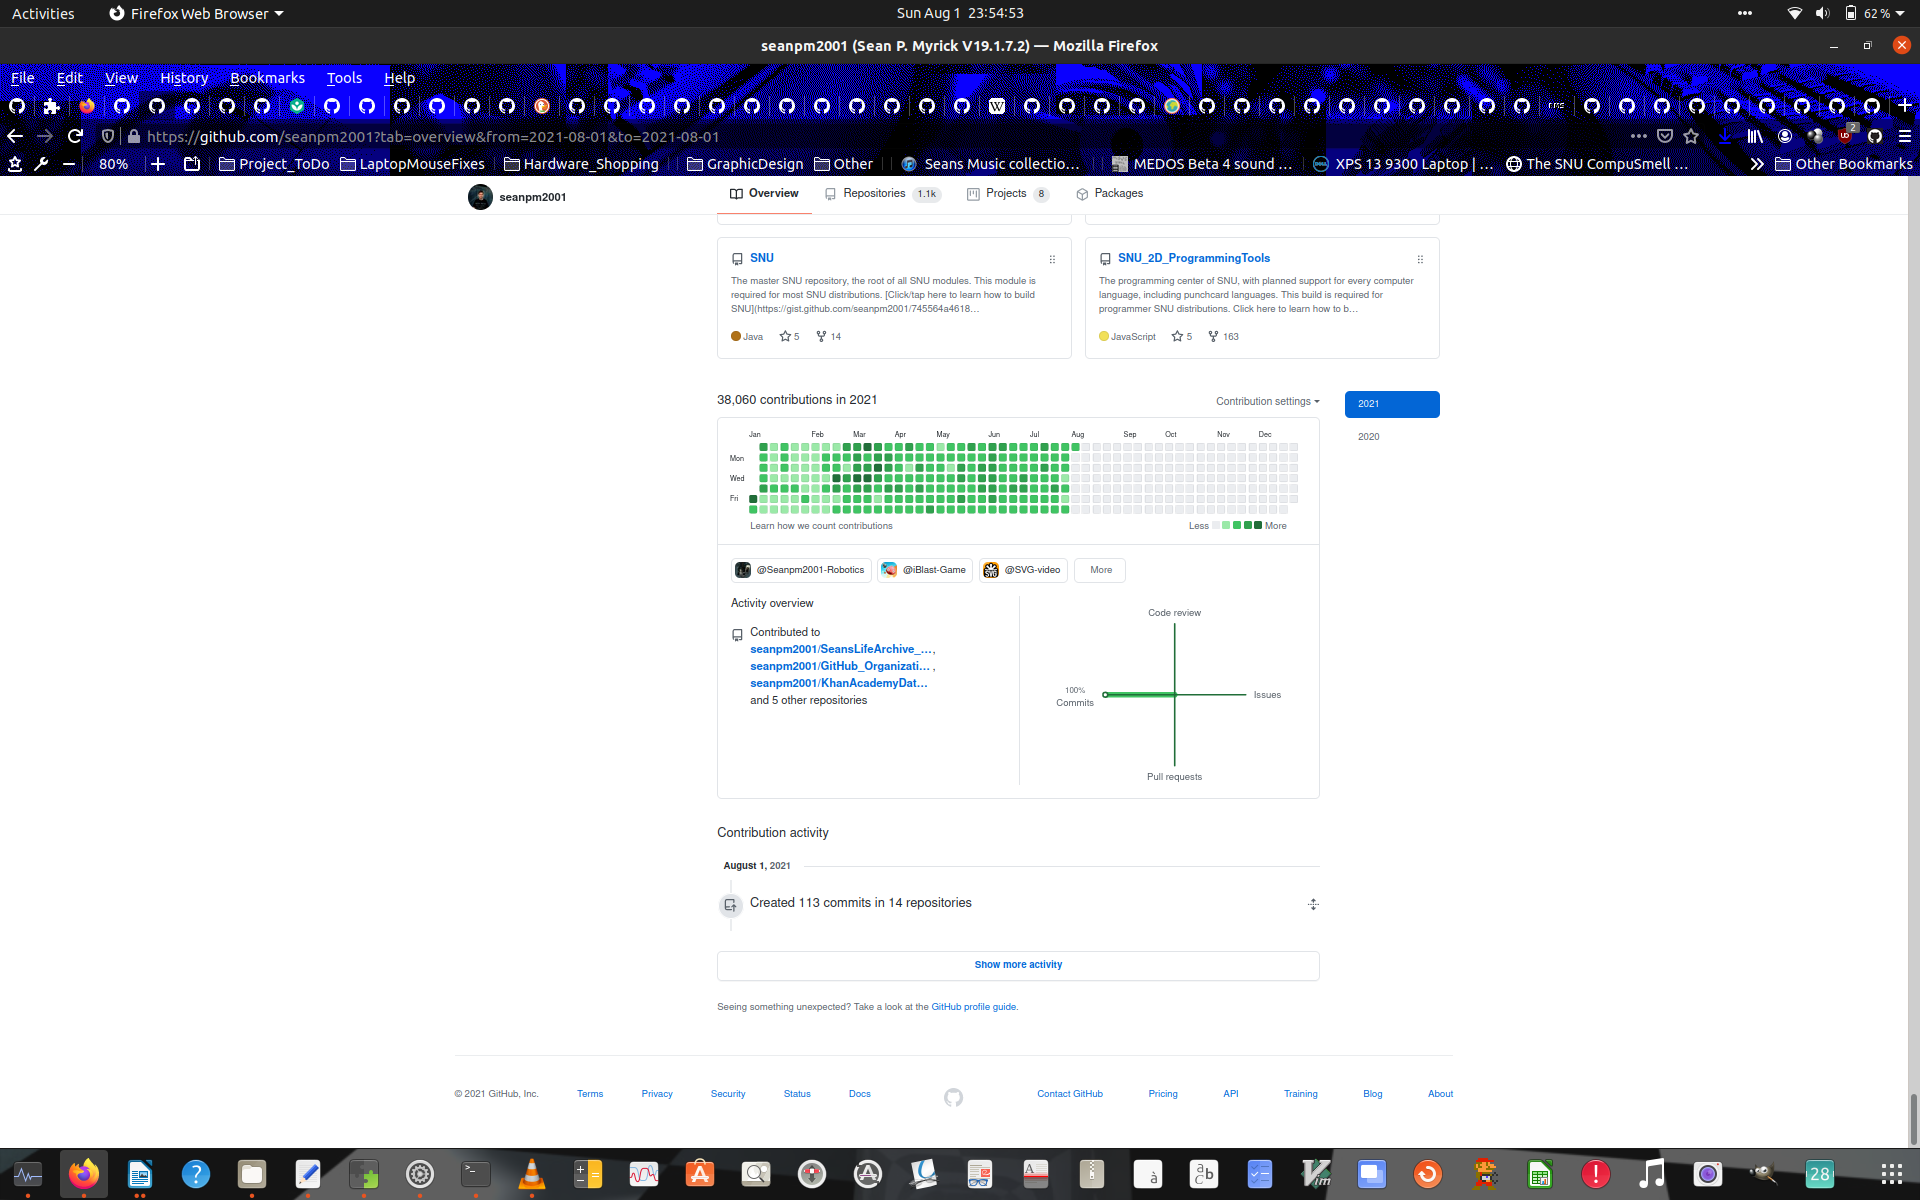 Activities
Firefox Web Browser
Sun Aug 1 23:54:53
62 %
seanpm2001 (Sean P. Myrick V19.1.7.2) — Mozilla Firefox
File Edit View History Bookmarks Tools Help
https://github.com/seanpm2001?tab=overview&from=2021-08-01&to=2021-08-01
2
80%
Project_ToDo
LaptopMouseFixes
Hardware_Shopping
GraphicDesign
Other
Seans Music collectio…
MEDOS Beta 4 sound …
XPS 13 9300 Laptop | …
The SNU CompuSmell …
Other Bookmarks
seanpm2001
Overview
Repositories 1.1k
Projects 8
Packages
SNU
The master SNU repository, the root of all SNU modules. This module is
required for most SNU distributions. [Click/tap here to learn how to build
SNU](https://gist.github.com/seanpm2001/745564a4618…
Java 5 14
SNU_2D_ProgrammingTools
The programming center of SNU, with planned support for every computer
language, including punchcard languages. This build is required for
programmer SNU distributions. Click here to learn how to b…
JavaScript 5 163
38,060 contributions in 2021
Contribution settings
2021
2020
Jan Feb Mar Apr May Jun Jul Aug Sep Oct Nov Dec
Mon
Wed
Fri
Learn how we count contributions
Less More
@Seanpm2001-Robotics
@iBlast-Game
@SVG-video
More
Activity overview
Contributed to
seanpm2001/SeansLifeArchive_…,
seanpm2001/GitHub_Organizati… ,
seanpm2001/KhanAcademyDat…
and 5 other repositories
Code review
100%
Commits
Issues
Pull requests
Contribution activity
August 1, 2021
Created 113 commits in 14 repositories
Show more activity
Seeing something unexpected? Take a look at the GitHub profile guide.
© 2021 GitHub, Inc.
Terms
Privacy
Security
Status
Docs
Contact GitHub
Pricing
API
Training
Blog
About
28